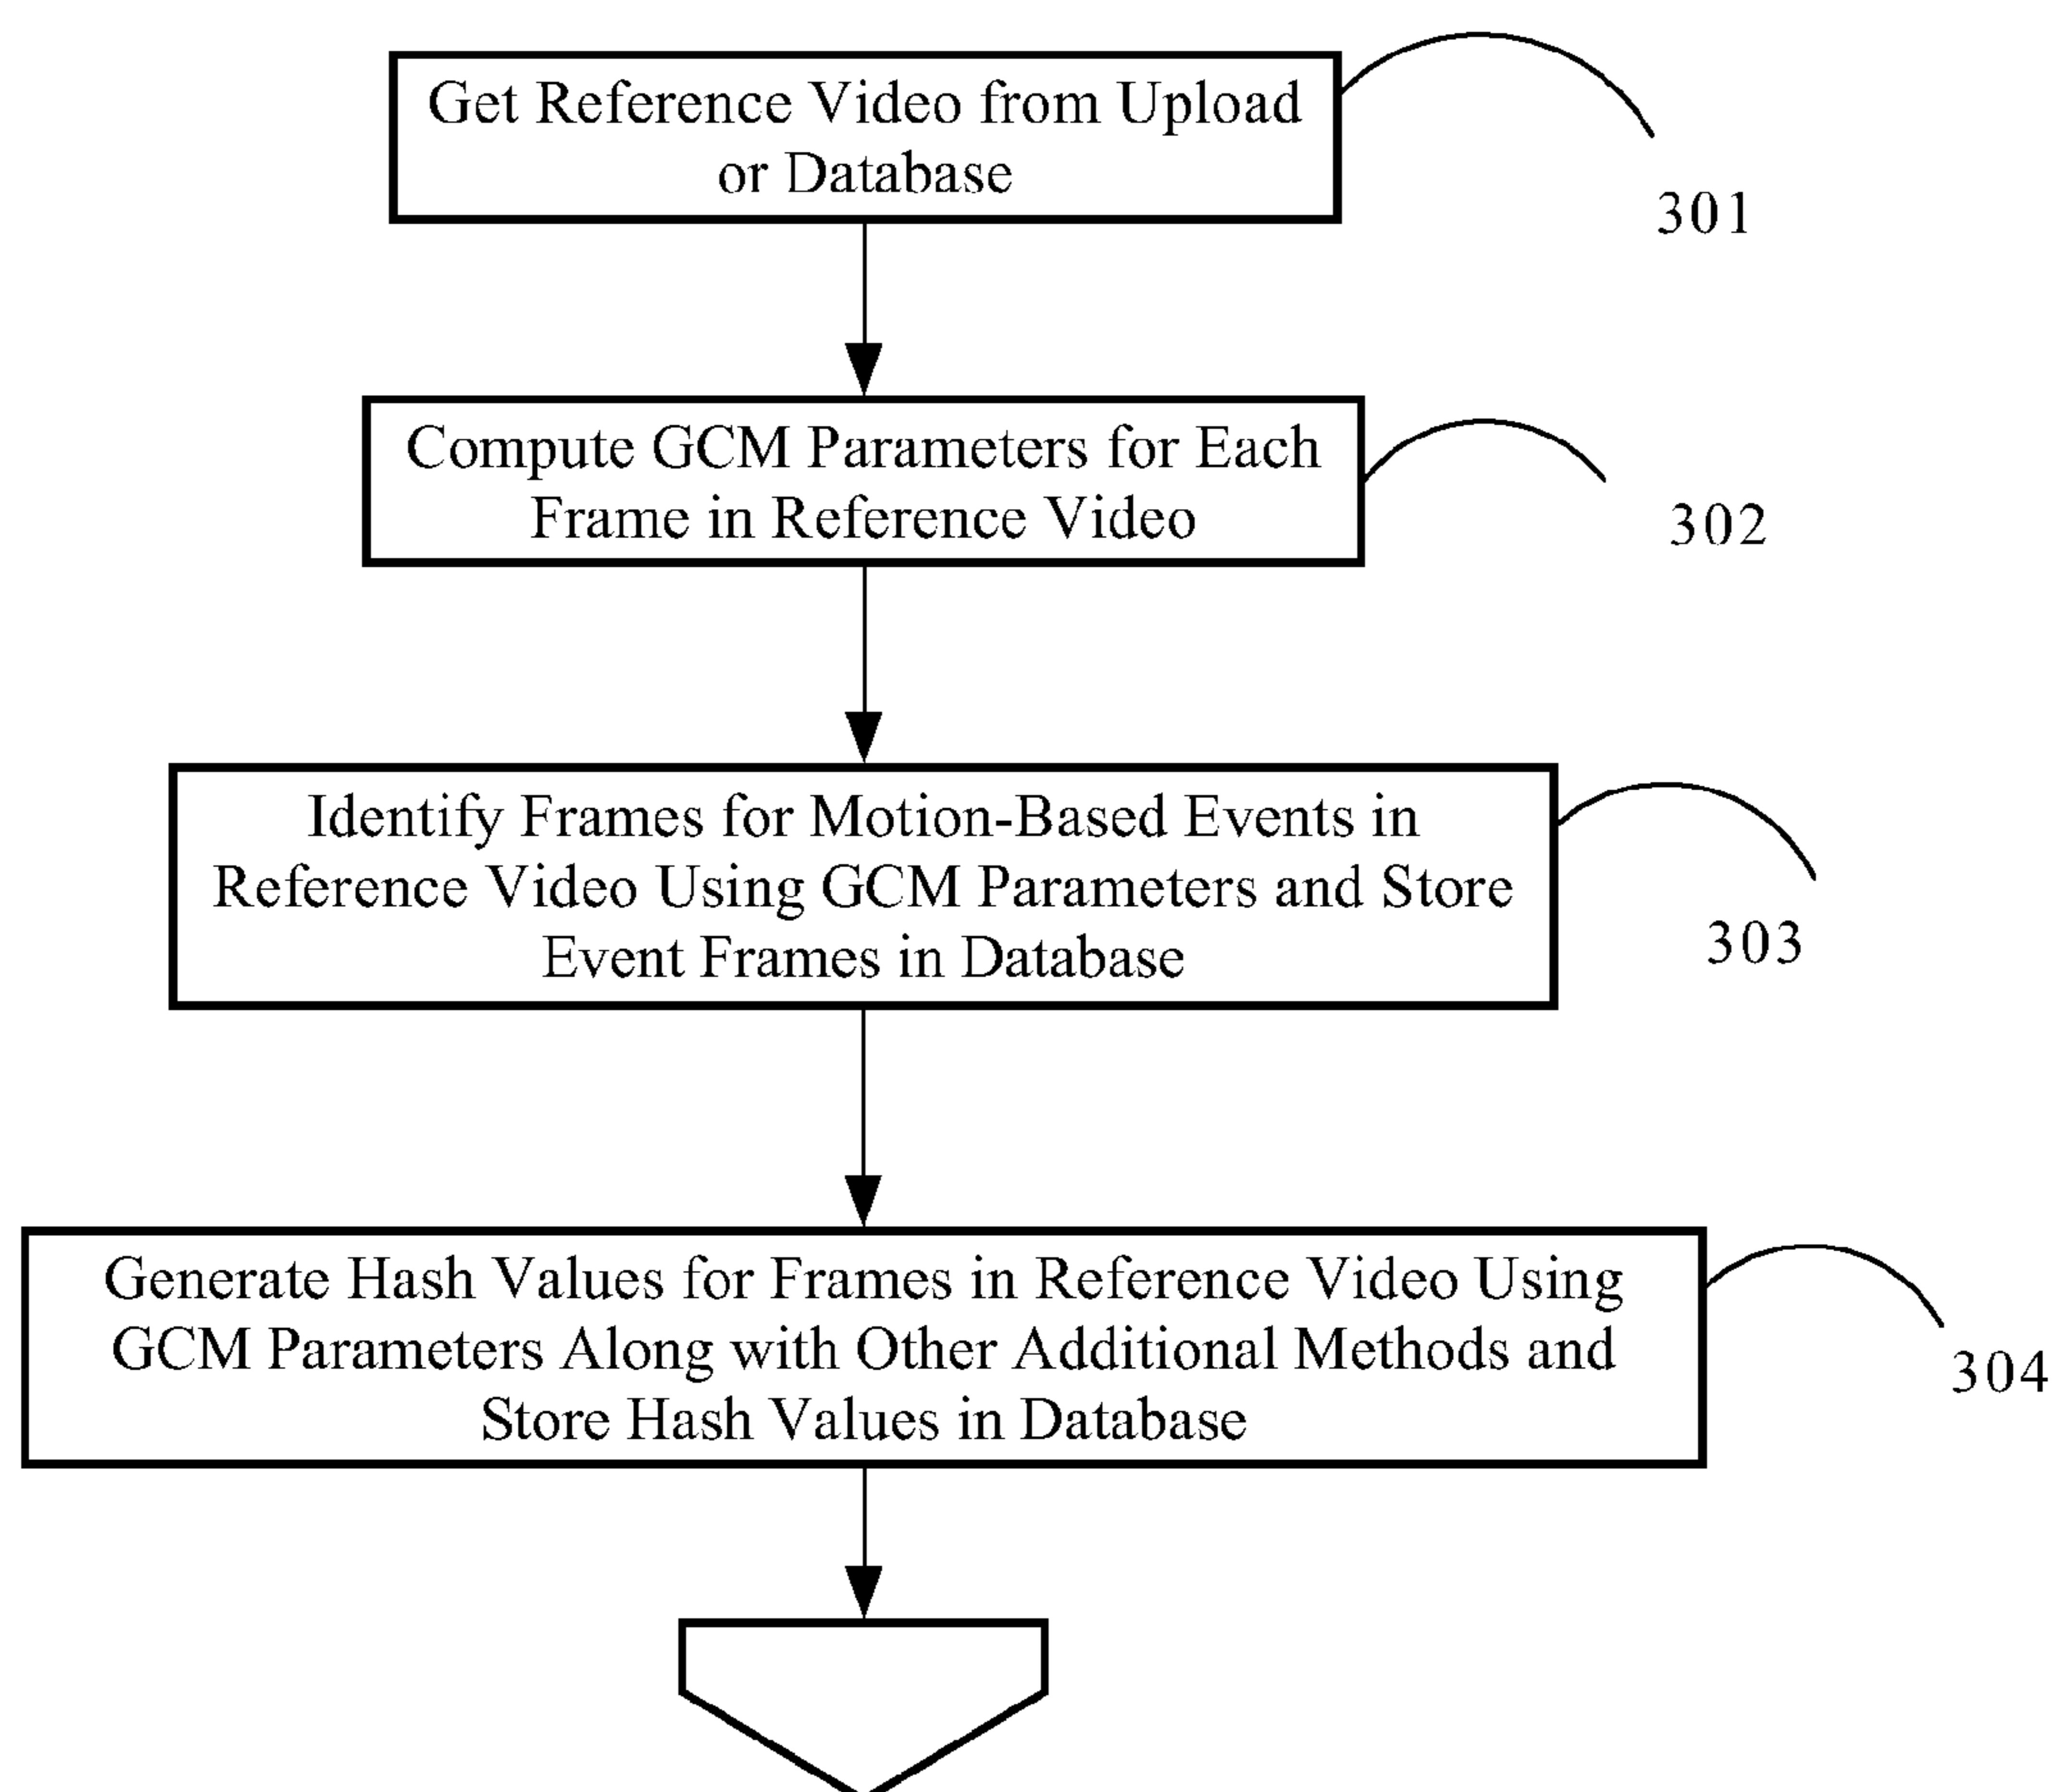 Get Reference Video from Upload
or Database
301
Compute GCM Parameters for Each
Frame in Reference Video
302
Identify Frames for Motion-Based Events in
Reference Video Using GCM Parameters and Store
Event Frames in Database
303
Generate Hash Values for Frames in Reference Video Using
GCM Parameters Along with Other Additional Methods and
Store Hash Values in Database
304